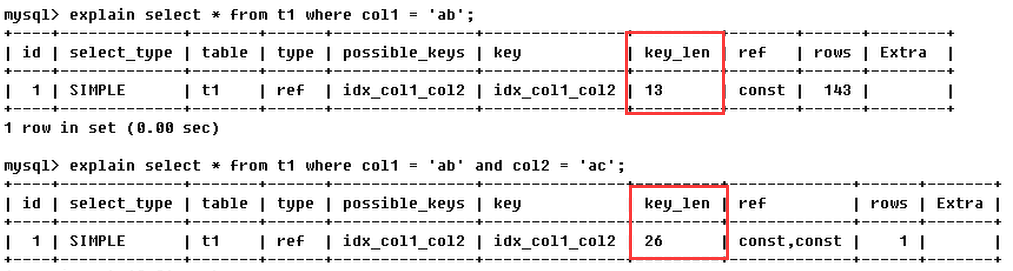 mysql> explain select * from t1 where col1 = 'ab';
+----+-------------+-------+------+---------------+---------------+---------+-------+------+-------+
| id | select_type | table | type | possible_keys | key           | key_len | ref   | rows | Extra |
+----+-------------+-------+------+---------------+---------------+---------+-------+------+-------+
|  1 | SIMPLE      | t1    | ref  | idx_col1_col2 | idx_col1_col2 | 13      | const |  143 |       |
+----+-------------+-------+------+---------------+---------------+---------+-------+------+-------+
1 row in set (0.00 sec)
mysql> explain select * from t1 where col1 = 'ab' and col2 = 'ac';
+----+-------------+-------+------+---------------+---------------+---------+-------------+------+-------+
| id | select_type | table | type | possible_keys | key           | key_len | ref         | rows | Extra |
+----+-------------+-------+------+---------------+---------------+---------+-------------+------+-------+
|  1 | SIMPLE      | t1    | ref  | idx_col1_col2 | idx_col1_col2 | 26      | const,const |    1 |       |
+----+-------------+-------+------+---------------+---------------+---------+-------------+------+-------+